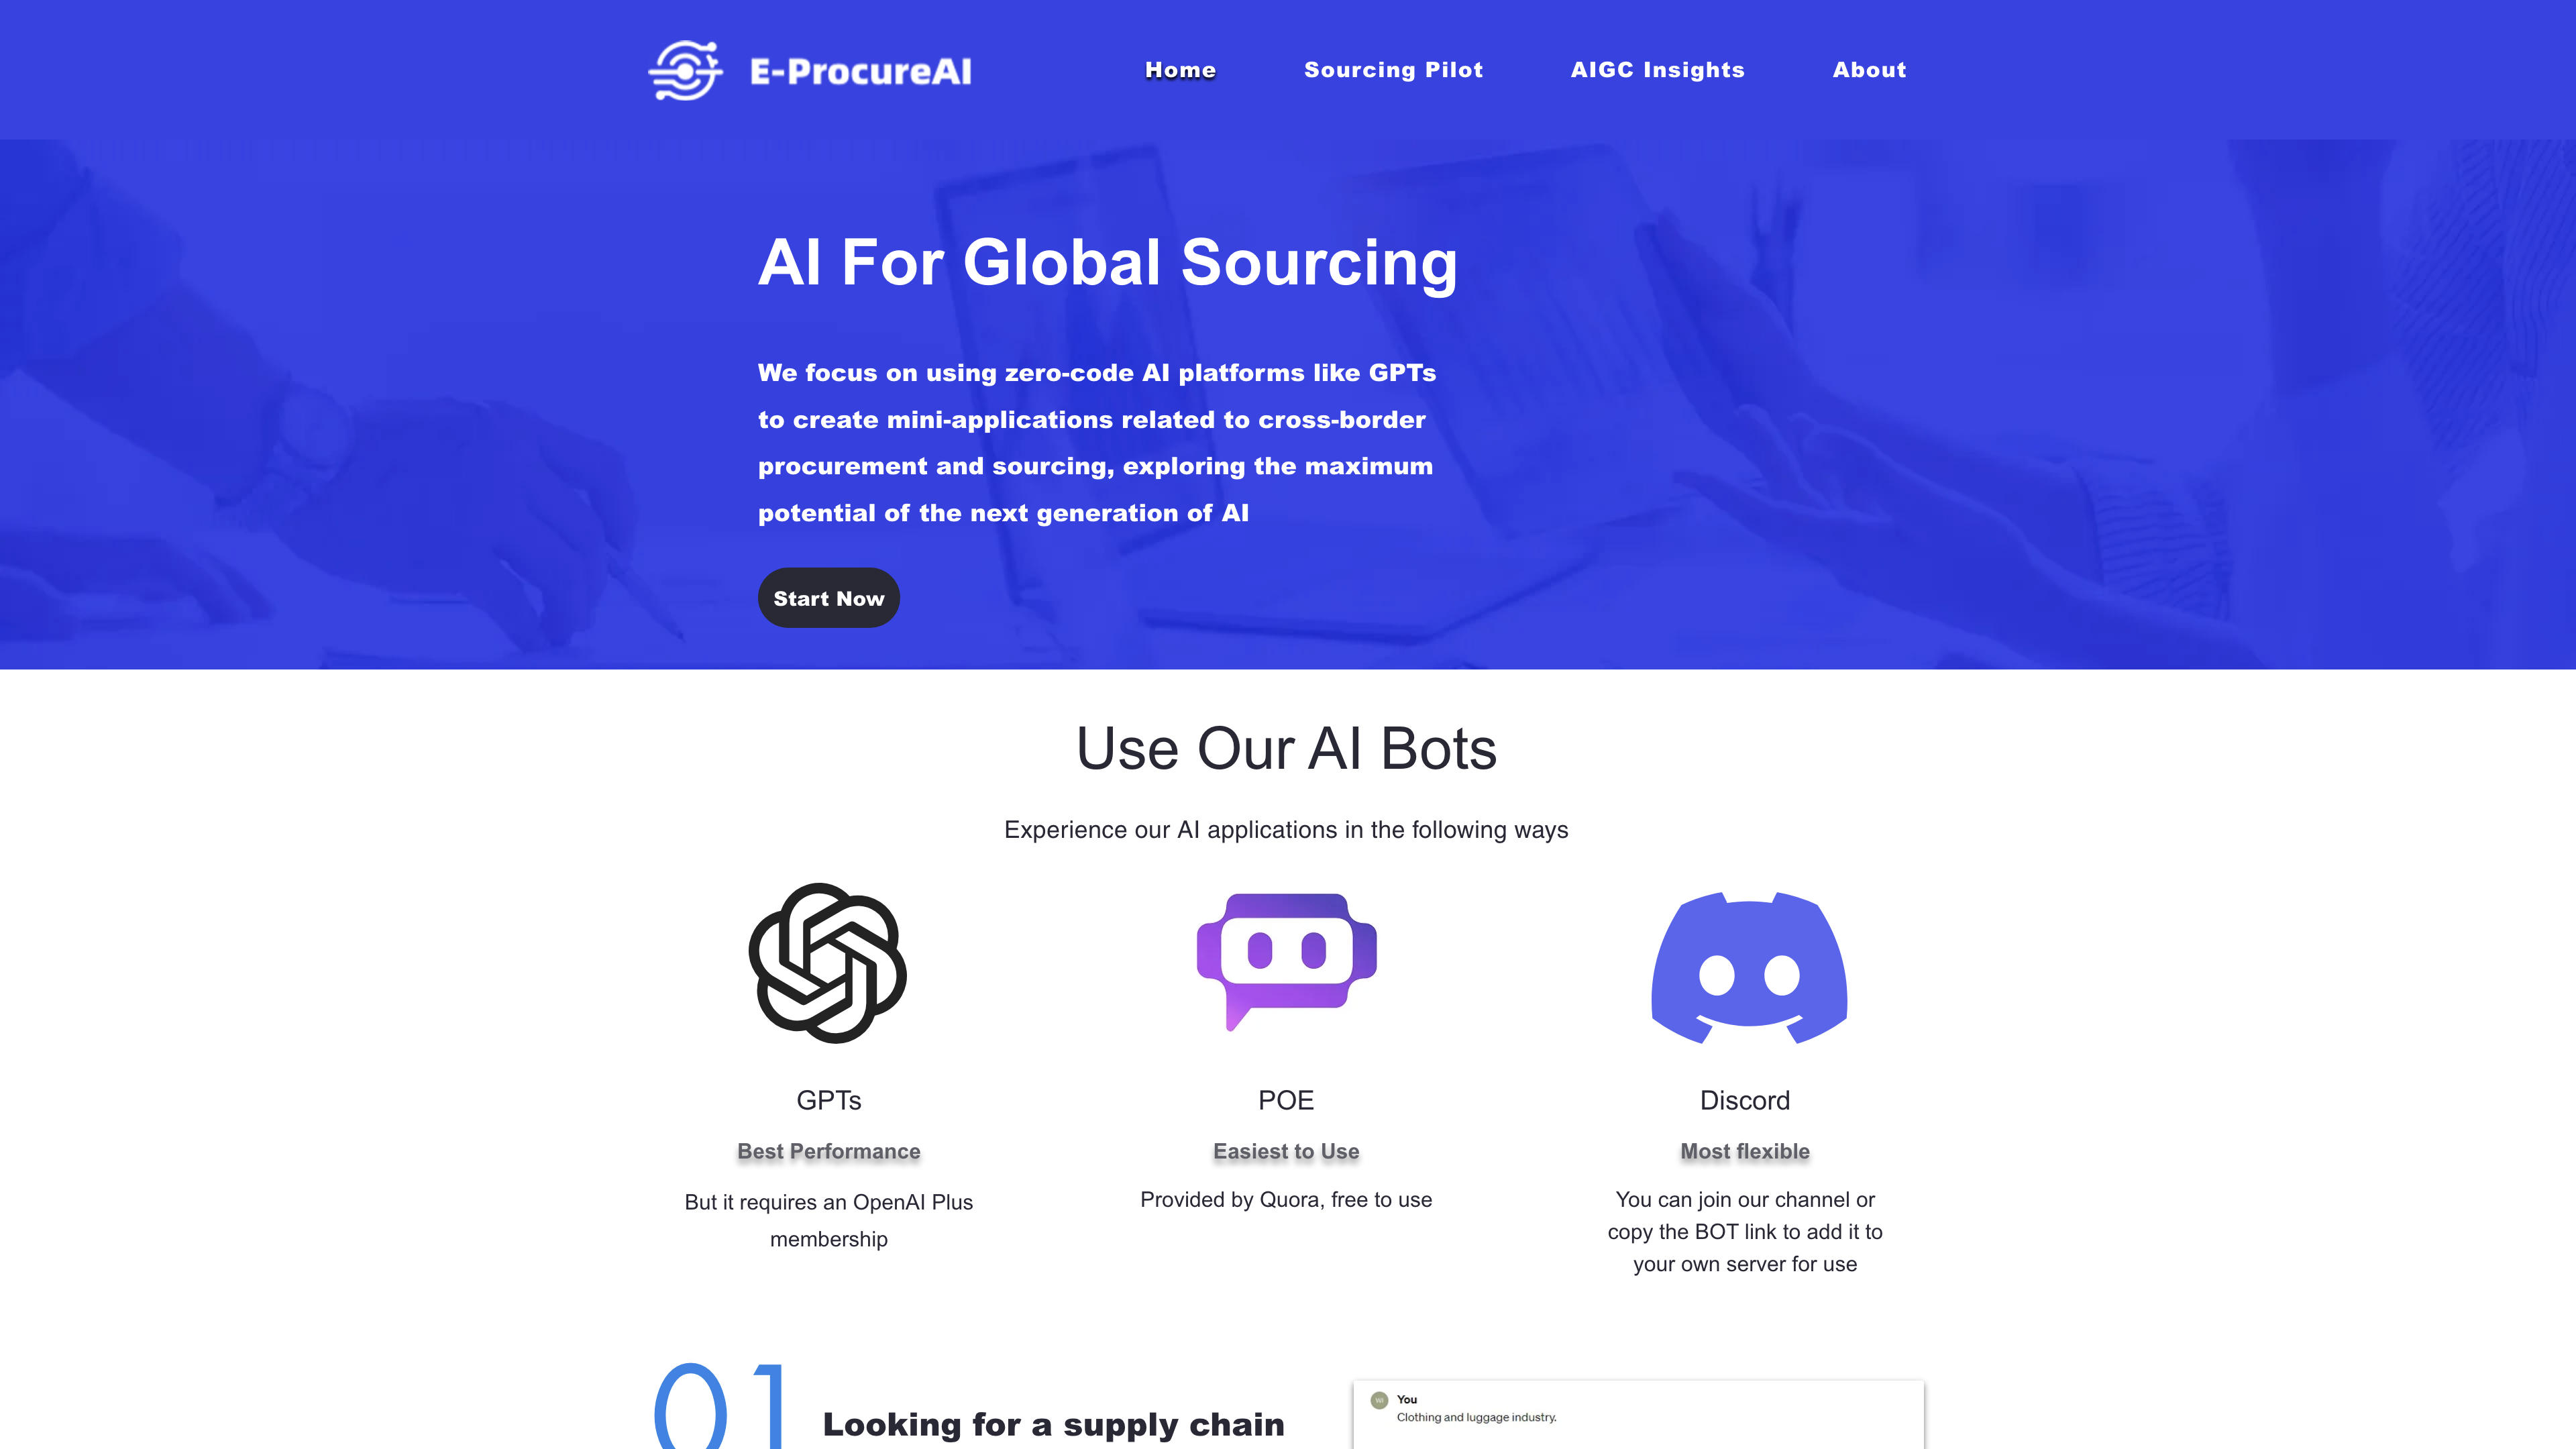 E-ProcureAI
Home
Sourcing Pilot
AIGC Insights
About
AI For Global Sourcing
We focus on using zero-code AI platforms like GPTs
to create mini-applications related to cross-border
procurement and sourcing, exploring the maximum
potential of the next generation of AI
Start Now
Use Our AI Bots
Experience our AI applications in the following ways
GPTs
Best Performance
But it requires an OpenAI Plus
membership
POE
Easiest to Use
Provided by Quora, free to use
Discord
Most flexible
You can join our channel or
copy the BOT link to add it to
your own server for use
01
Looking for a supply chain
You
Clothing and luggage industry.